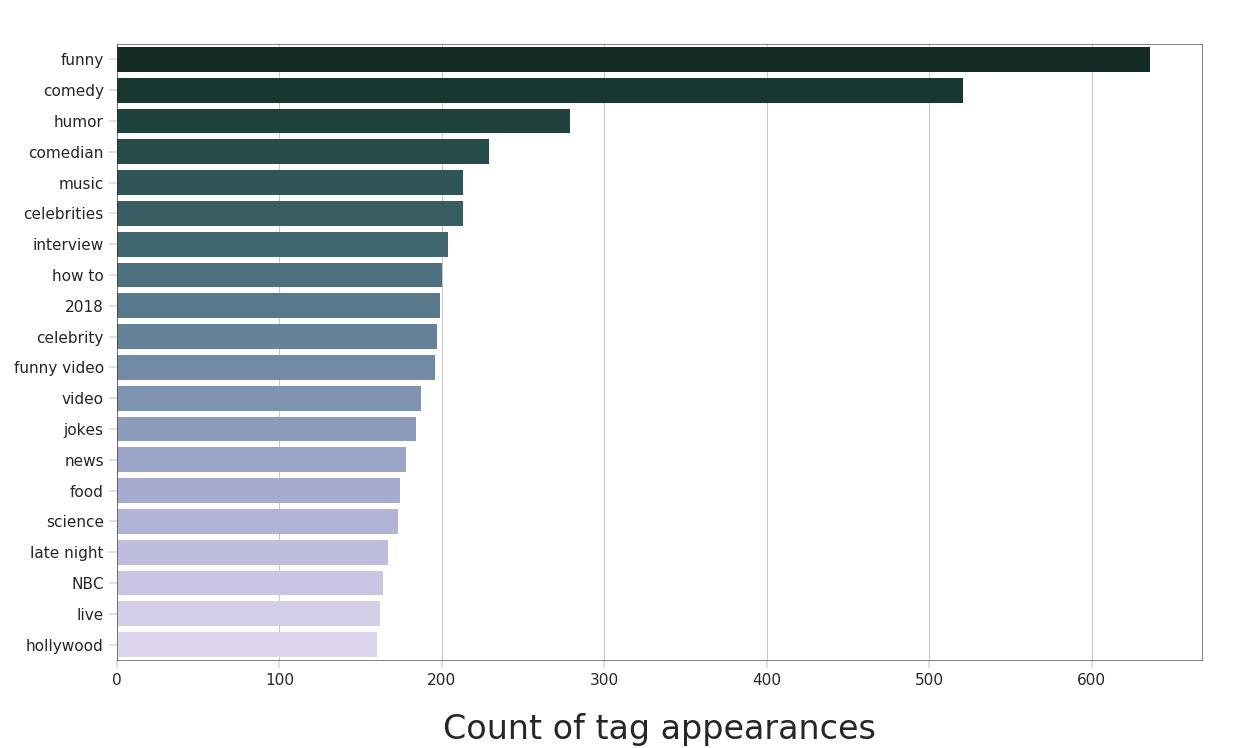 funny
comedy
humor
comedian
music
celebrities
interview
how to
2018
celebrity
funny video
video
jokes
news
food
science
late night
NBC
live
hollywood
0 100 200 300 400 500 600
Count of tag appearances